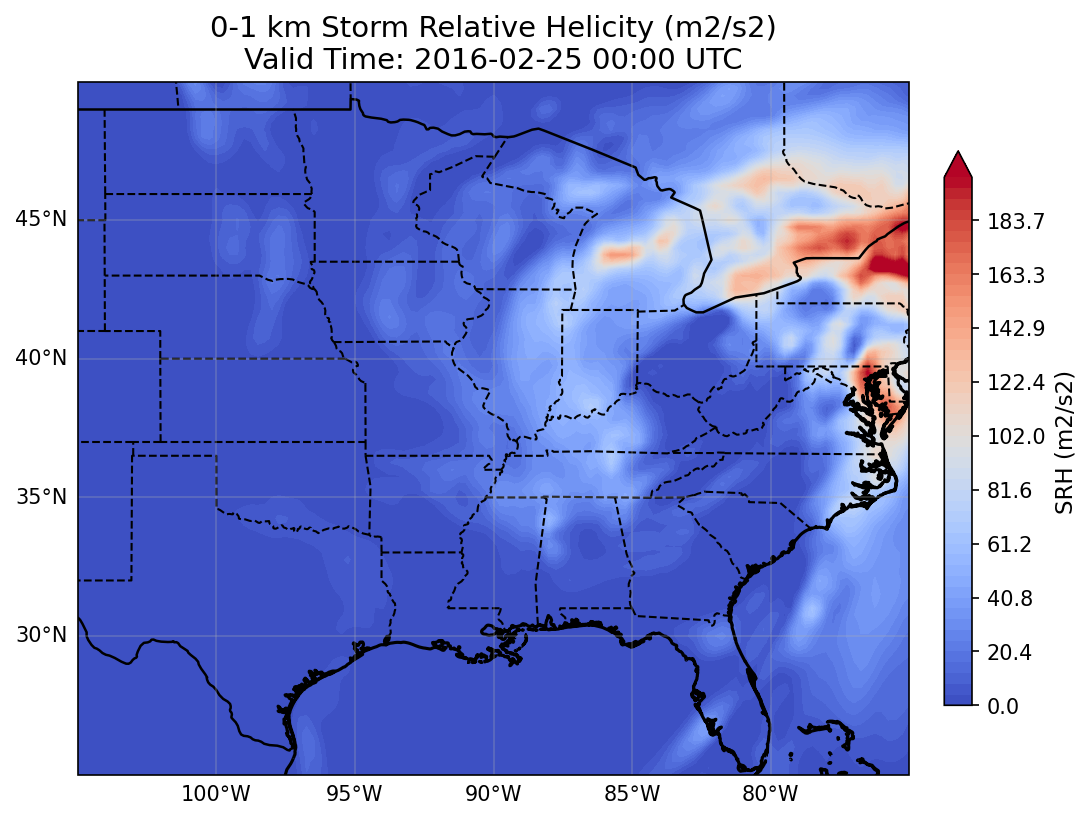 0-1 km Storm Relative Helicity (m2/s2)
Valid Time: 2016-02-25 00:00 UTC
45°N
40°N
35°N
30°N
100°W
95°W
90°W
85°W
80°W
183.7
163.3
142.9
122.4
102.0
81.6
61.2
40.8
20.4
0.0
SRH (m2/s2)